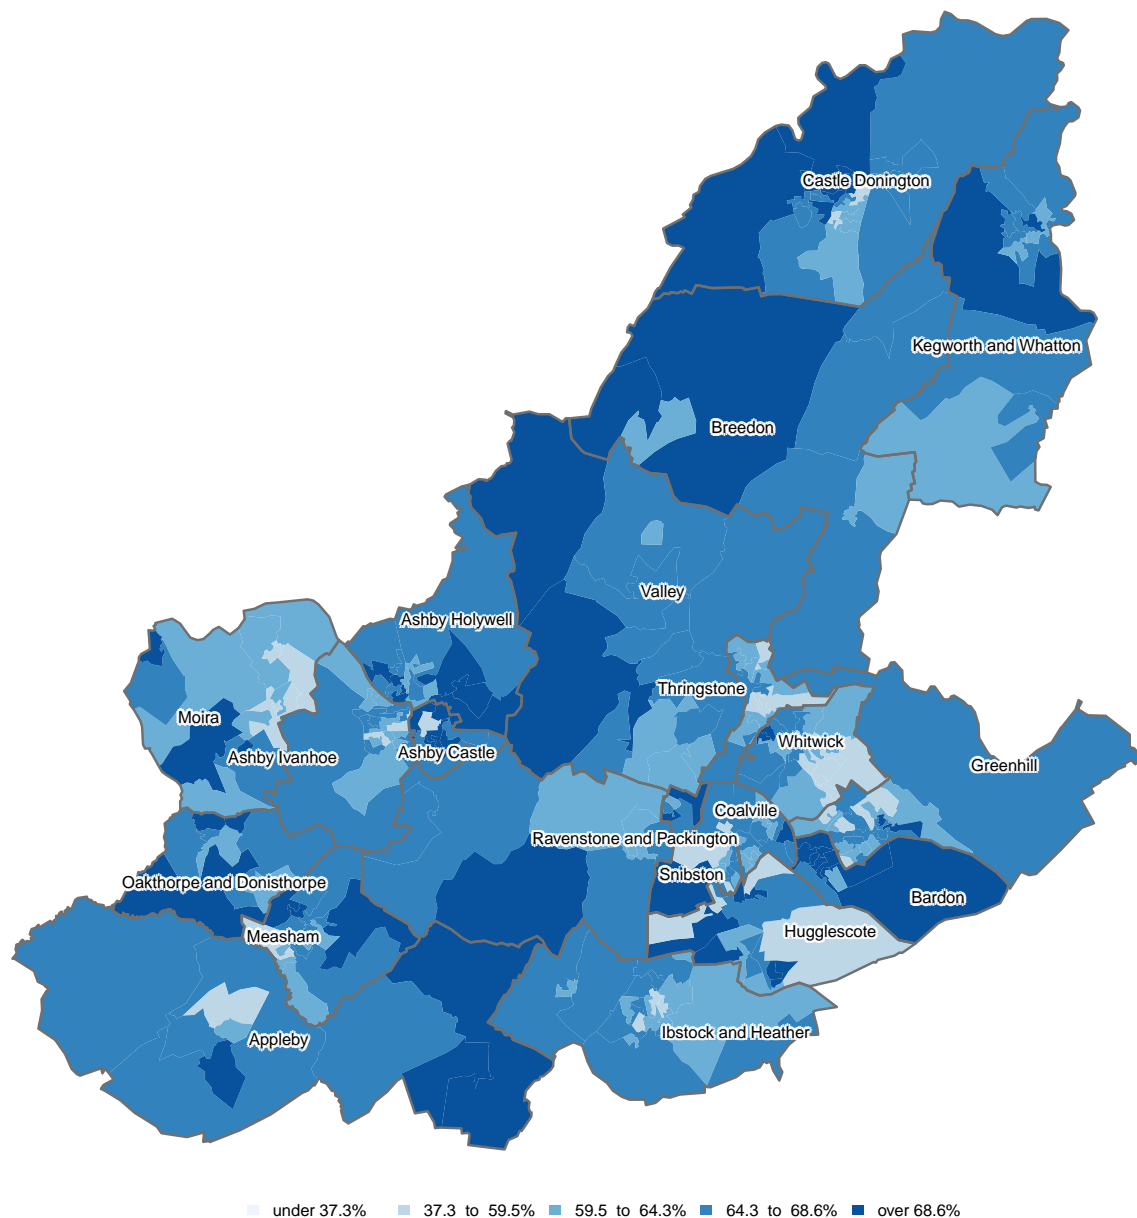 Castle Donington
Kegworth and Whatton
Breedon
Valley
Ashby Holywell
Thringstone
Moira
Whitwick
Ashby Castle
Ashby Ivanhoe
Greenhill
Coalville
Ravenstone and Packington
Snibston
Oakthorpe and Donisthorpe
Bardon
Hugglescote
Measham
Ibstock and Heather
Appleby
under 37.3% 37.3 to 59.5% 59.5 to 64.3% 64.3 to 68.6% over 68.6%